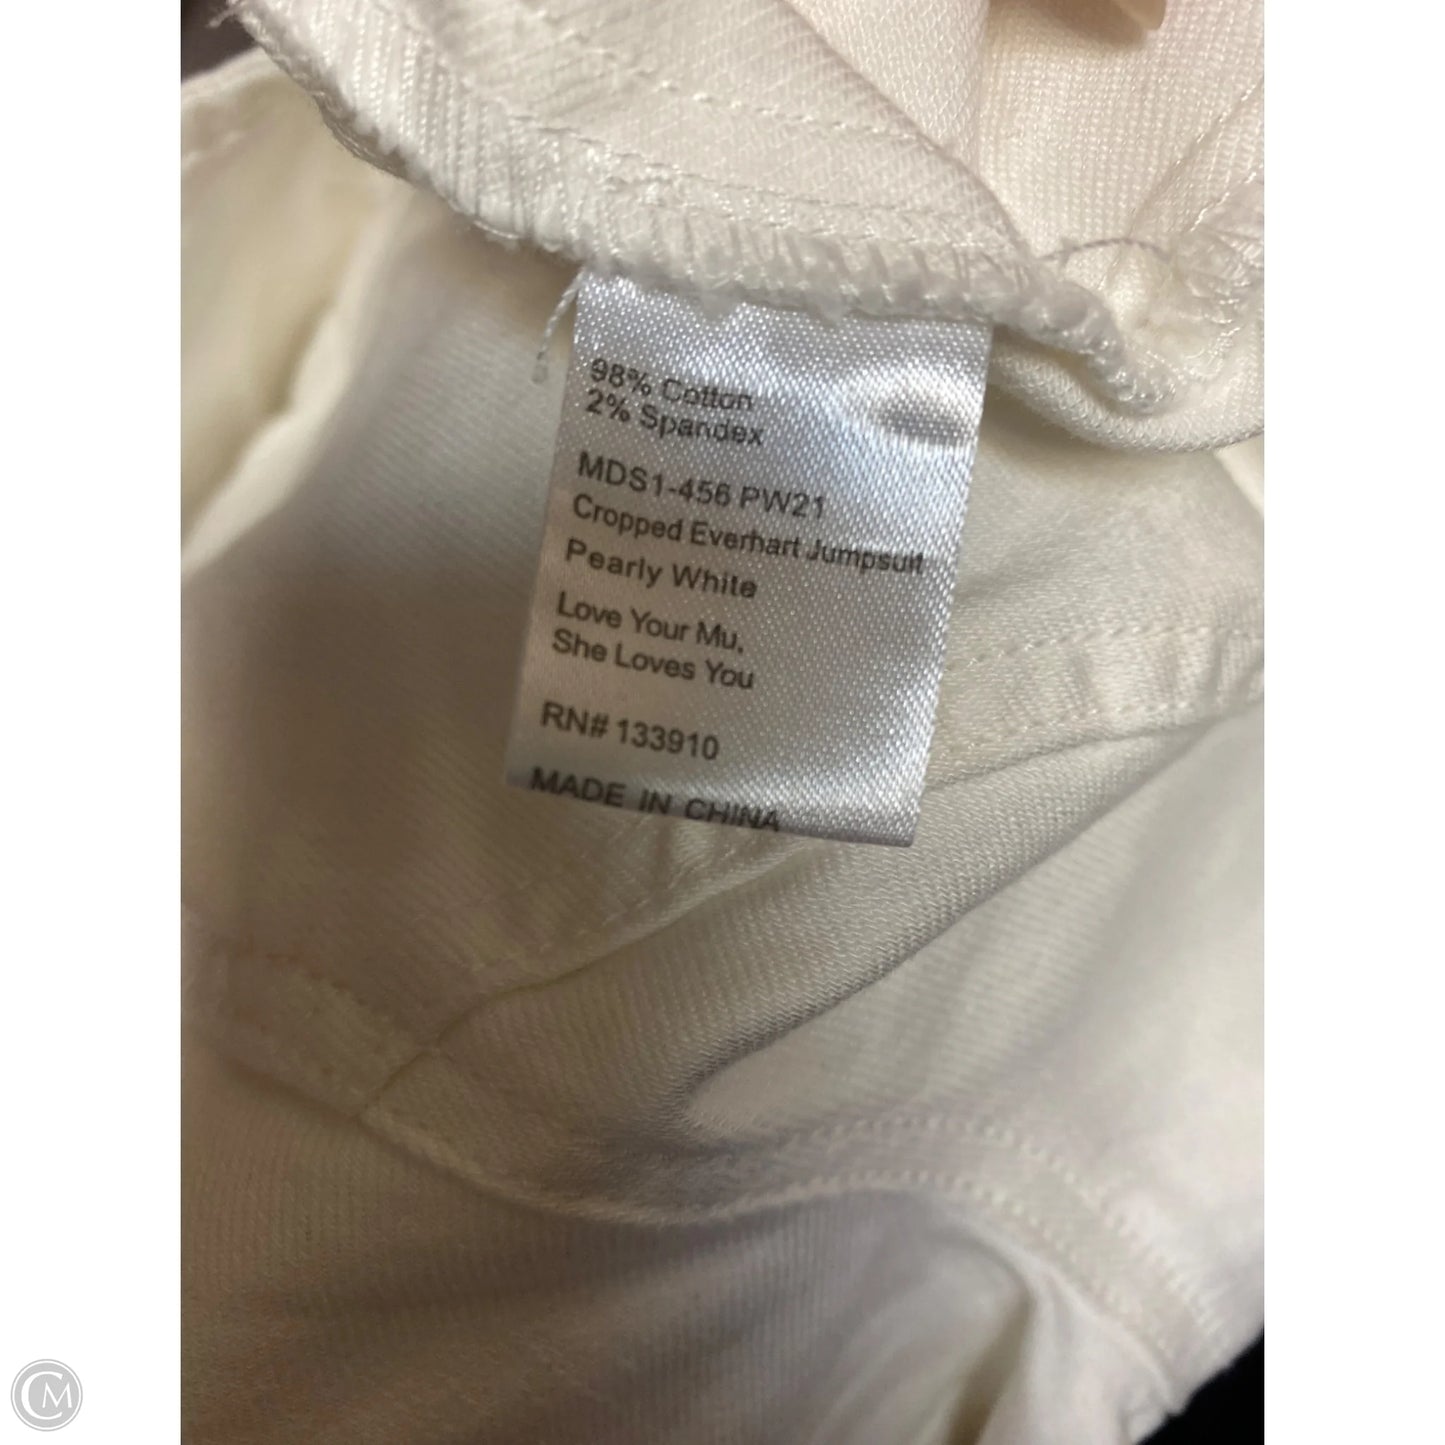 98% Cotton
2% Spandex
MDS1-456 PW21
Cropped Everhart Jumpsuit
Pearly White
Love Your Mu,
She Loves You
RN# 133910
MADE IN CHINA
CM